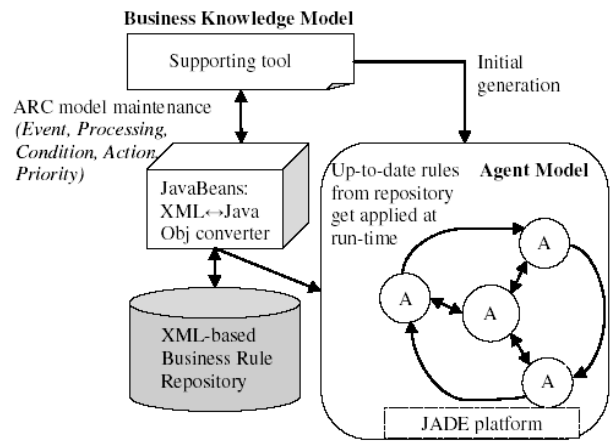 Business Knowledge Model
Supporting tool
Initial
generation
ARC model maintenance
(Event, Processing,
Condition, Action,
Priority)
JavaBeans:
XML↔Java
Obj converter
Up-to-date rules
from repository
get applied at
run-time
Agent Model
A
A
A
A
XML-based
Business Rule
Repository
JADE platform